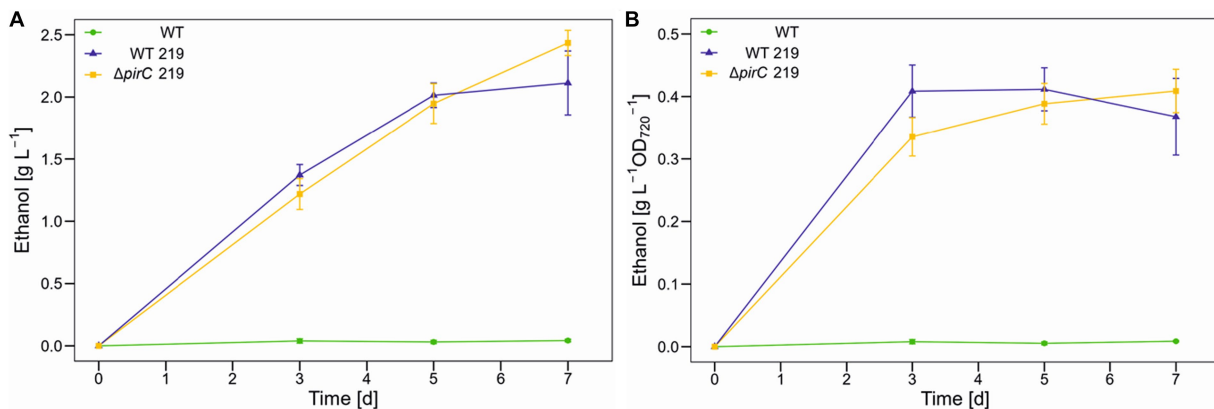 A
WT
WT 219
ΔpirC 219
Ethanol [g L⁻¹]
2.5
2.0
1.5
1.0
0.5
0.0
0 1 2 3 4 5 6 7
Time [d]
B
WT
WT 219
ΔpirC 219
Ethanol [g L⁻¹OD₇₂₀⁻¹]
0.5
0.4
0.3
0.2
0.1
0.0
0 1 2 3 4 5 6 7
Time [d]